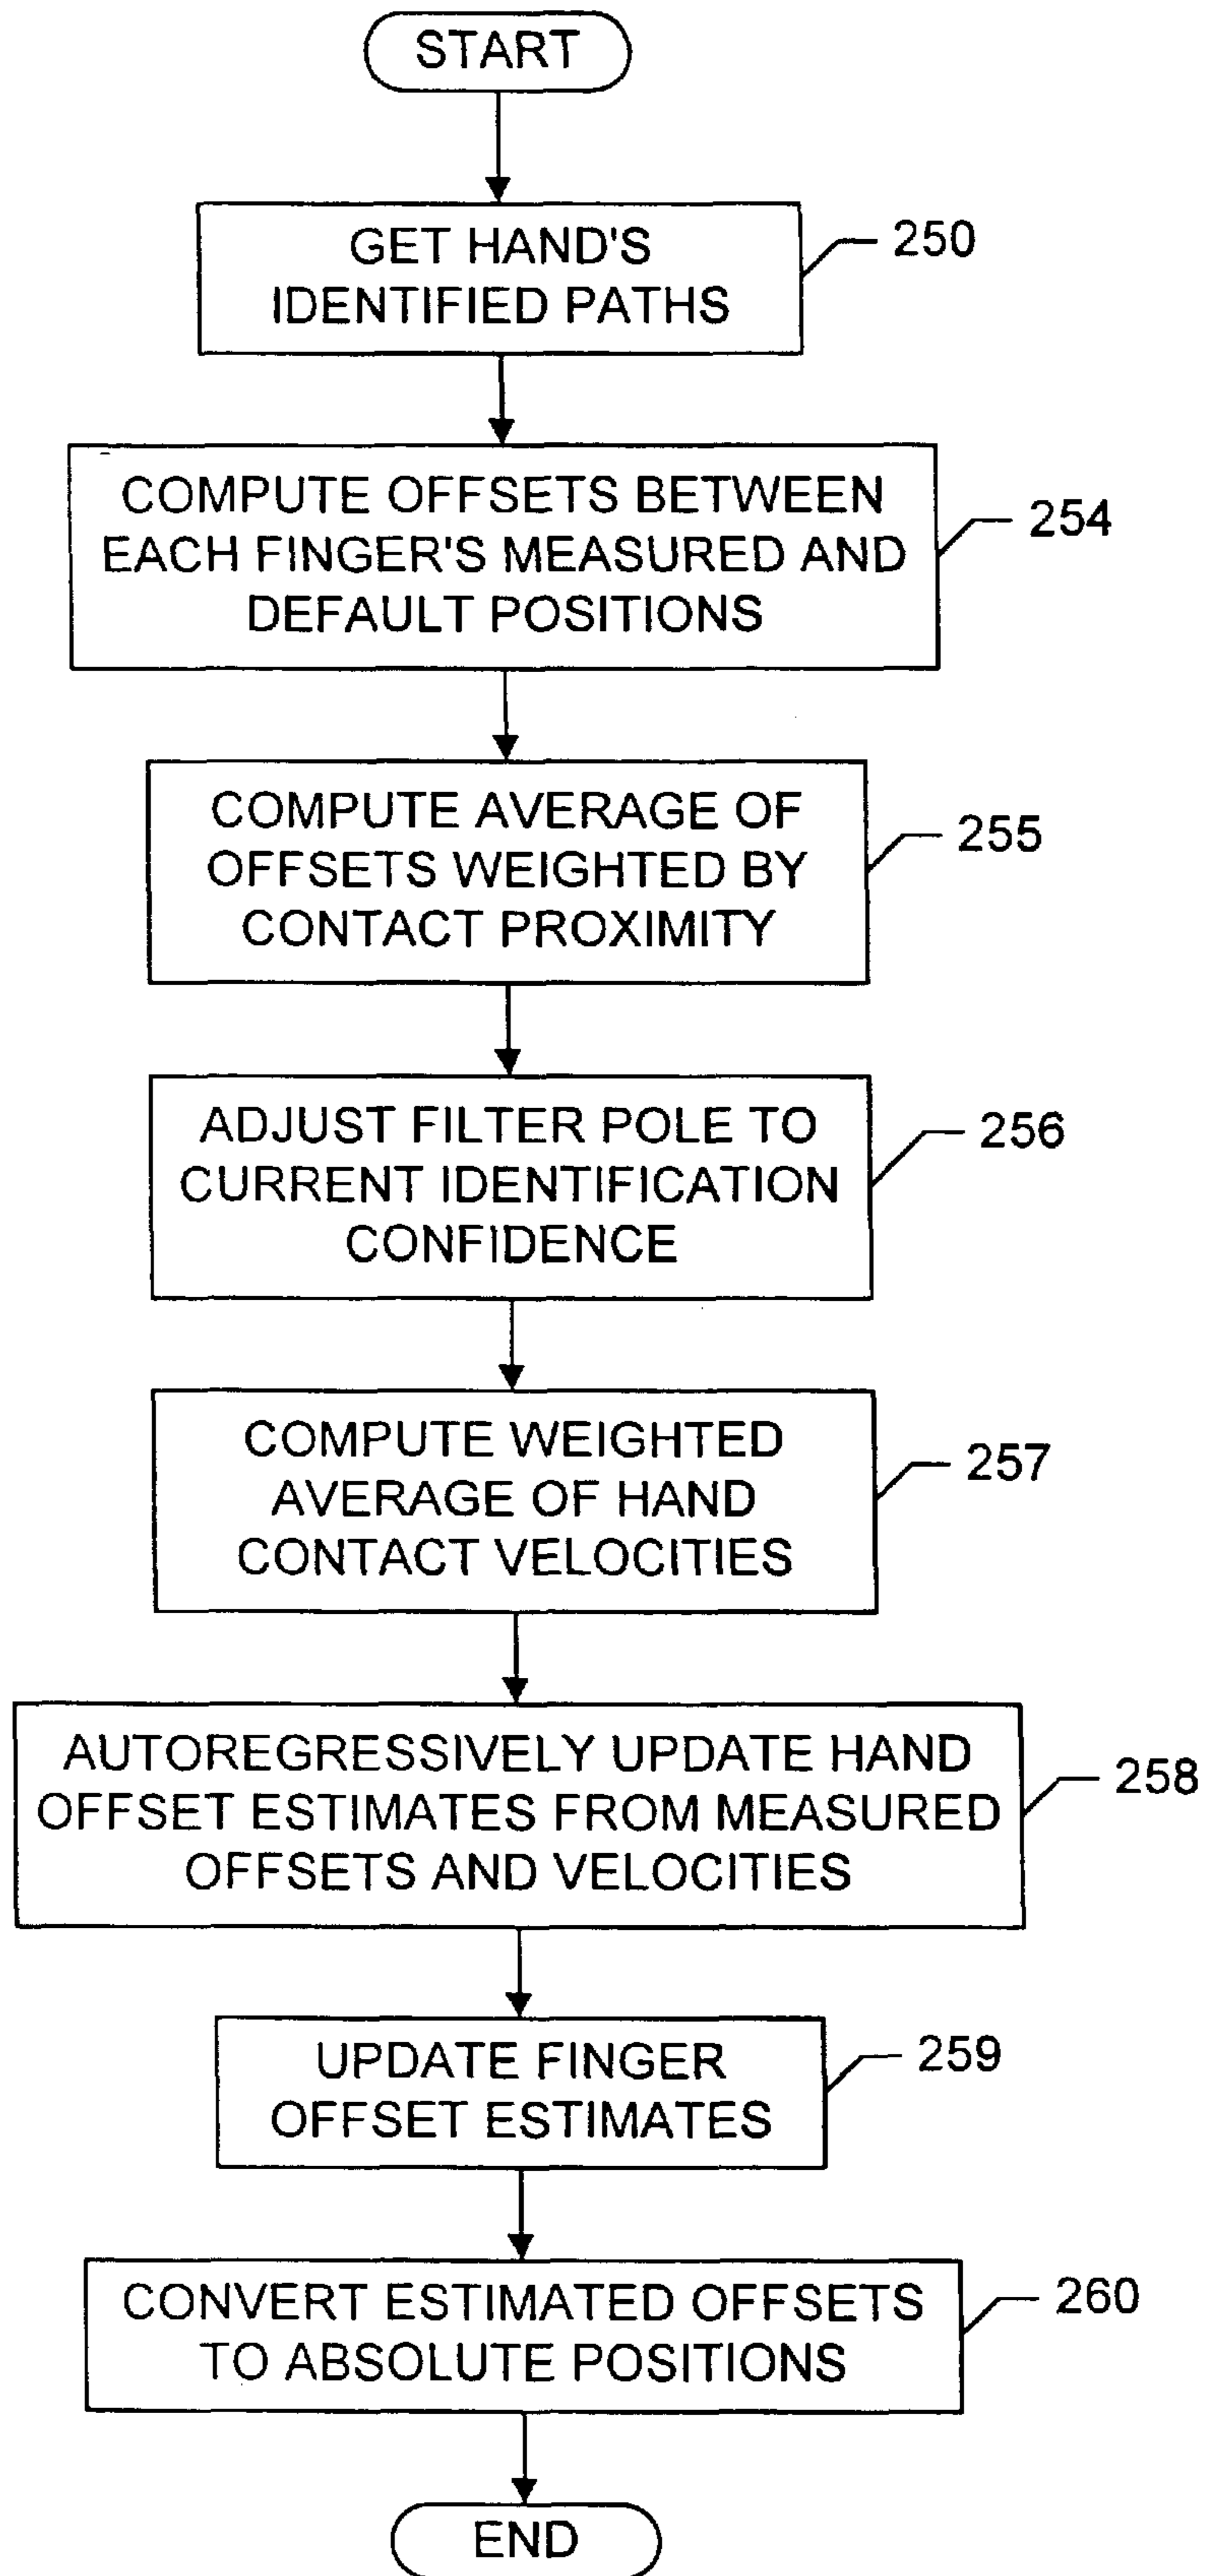 START
GET HAND'S
IDENTIFIED PATHS
250
COMPUTE OFFSETS BETWEEN
EACH FINGER'S MEASURED AND
DEFAULT POSITIONS
254
COMPUTE AVERAGE OF
OFFSETS WEIGHTED BY
CONTACT PROXIMITY
255
ADJUST FILTER POLE TO
CURRENT IDENTIFICATION
CONFIDENCE
256
COMPUTE WEIGHTED
AVERAGE OF HAND
CONTACT VELOCITIES
257
AUTOREGRESSIVELY UPDATE HAND
OFFSET ESTIMATES FROM MEASURED
OFFSETS AND VELOCITIES
258
UPDATE FINGER
OFFSET ESTIMATES
259
CONVERT ESTIMATED OFFSETS
TO ABSOLUTE POSITIONS
260
END